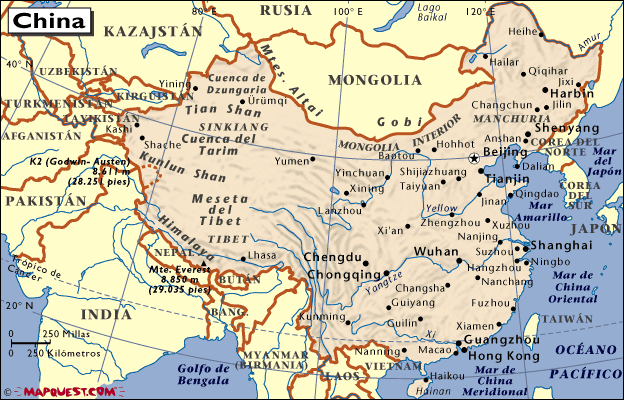 China
RUSIA
Lago
Baikal
80°E
100°E
120°E
40°N
20°N
KAZAJSTÁN
UZBEKISTÁN
TURKMENISTÁN
KIRGUISTÁN
TAYIKISTÁN
AFGANISTÁN
PAKISTÁN
Yining
Cuenca de
Dzungaria
Mtes. Altai
MONGOLIA
Heihe
Amur
Hailar
Qiqihar
Jixi
Harbin
Changchun
Jilin
MANCHURIA
Tian Shan
Ürümqi
SINKIANG
Cuenca del
Tarim
Kashi
Shache
Gobi
MONGOLIA
INTERIOR
Hohhot
Baotou
Anshan
Shenyang
Beijing
COREA DEL
NORTE
Mar del
Japón
K2 (Godwin- Austen)
8.611 m
(28.251 pies)
Kunlun Shan
Yumen
Yinchuan
Shijiazhuang
Taiyuan
Tianjin
Dalian
COREA
DEL
SUR
Xining
Lanzhou
Jinan
Qingdao
Mar
Amarillo
JAPÓN
Meseta
del
Tibet
Yellow
Zhengzhou
Xuzhou
Xi'an
Nanjing
Himalaya
TIBET
Lhasa
NEPAL
Mte. Everest
8.850 m
(29.035 pies)
BUTÁN
Trópico de
Cáncer
Chengdu
Chongqing
Wuhan
Suzhou
Shanghai
Hangzhou
Ningbo
Yangtze
Changsha
Nanchang
Mar de
China
Oriental
INDIA
BANG.
Guiyang
Fuzhou
Kunming
Guilin
Xiamen
TAIWÁN
Xi
0
250 Millas
0
250 Kilómetros
MYANMAR
(BIRMANIA)
Nanning
Guangzhou
Macao
Hong Kong
VIETNAM
LAOS
Golfo de
Bengala
Haikou
Hainan
Mar de
China
Meridional
OCÉANO
PACÍFICO
© MAPQUEST.COM